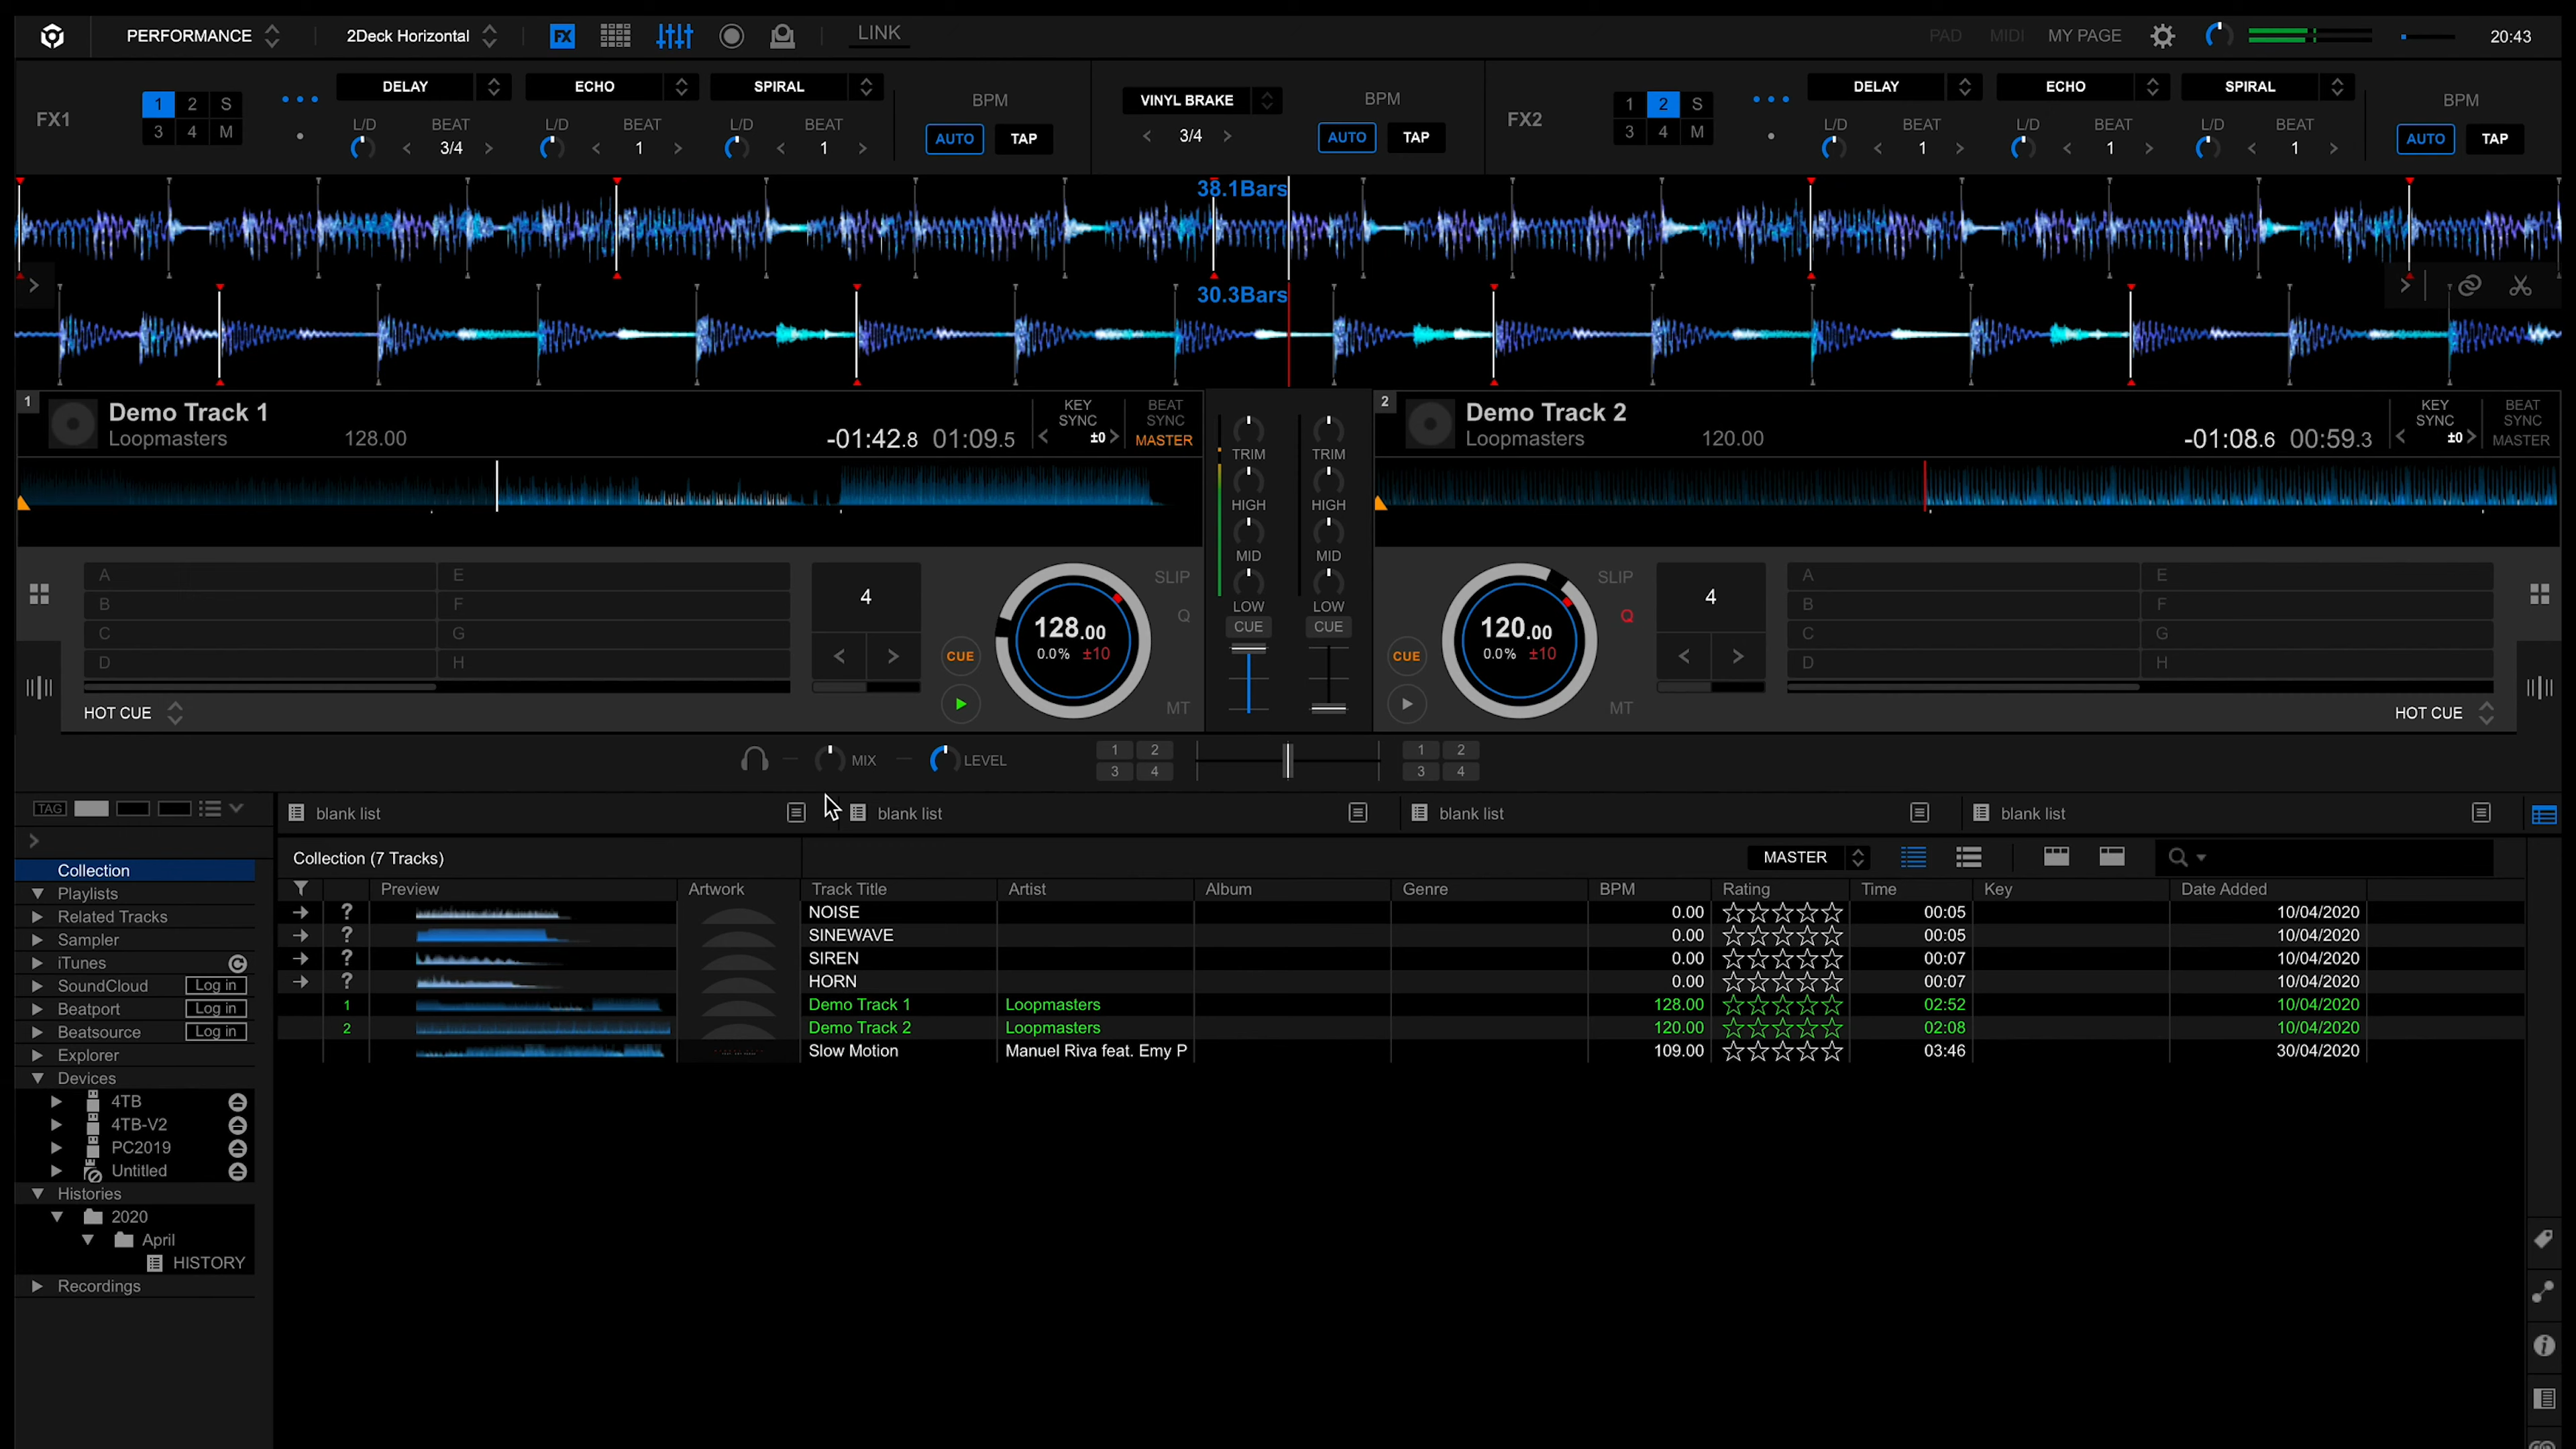 PERFORMANCE 2Deck Horizontal FX LINK PAD MIDI MY PAGE 20:43
FX1 1 2 S DELAY ECHO SPIRAL BPM
3 4 M L/D BEAT L/D BEAT L/D BEAT AUTO TAP
3/4 1 1
VINYL BRAKE BPM
3/4 AUTO TAP
FX2 1 2 S DELAY ECHO SPIRAL BPM
3 4 M L/D BEAT L/D BEAT L/D BEAT AUTO TAP
1 1 1
38.1Bars
30.3Bars
1 Demo Track 1 KEY SYNC BEAT SYNC
Loopmasters 128.00 -01:42.8 01:09.5 ±0 MASTER
TRIM TRIM
HIGH HIGH
MID MID
LOW LOW
CUE CUE
2 Demo Track 2 KEY SYNC BEAT SYNC
Loopmasters 120.00 -01:08.6 00:59.3 ±0 MASTER
A E
B F
C G
D H
HOT CUE
4
CUE
128.00
0.0% ±10
SLIP
Q
MT
CUE
120.00
0.0% ±10
SLIP
Q
MT
4
A E
B F
C G
D H
HOT CUE
MIX LEVEL 1 2 1 2
3 4 3 4
TAG blank list blank list blank list blank list
Collection (7 Tracks) MASTER
Preview Artwork Track Title Artist Album Genre BPM Rating Time Key Date Added
? NOISE 0.00 00:05 10/04/2020
? SINEWAVE 0.00 00:05 10/04/2020
? SIREN 0.00 00:07 10/04/2020
? HORN 0.00 00:07 10/04/2020
1 Demo Track 1 Loopmasters 128.00 02:52 10/04/2020
2 Demo Track 2 Loopmasters 120.00 02:08 10/04/2020
Slow Motion Manuel Riva feat. Emy P 109.00 03:46 30/04/2020
Collection
Playlists
Related Tracks
Sampler
iTunes
SoundCloud Log in
Beatport Log in
Beatsource Log in
Explorer
Devices
4TB
4TB-V2
PC2019
Untitled
Histories
2020
April
HISTORY
Recordings